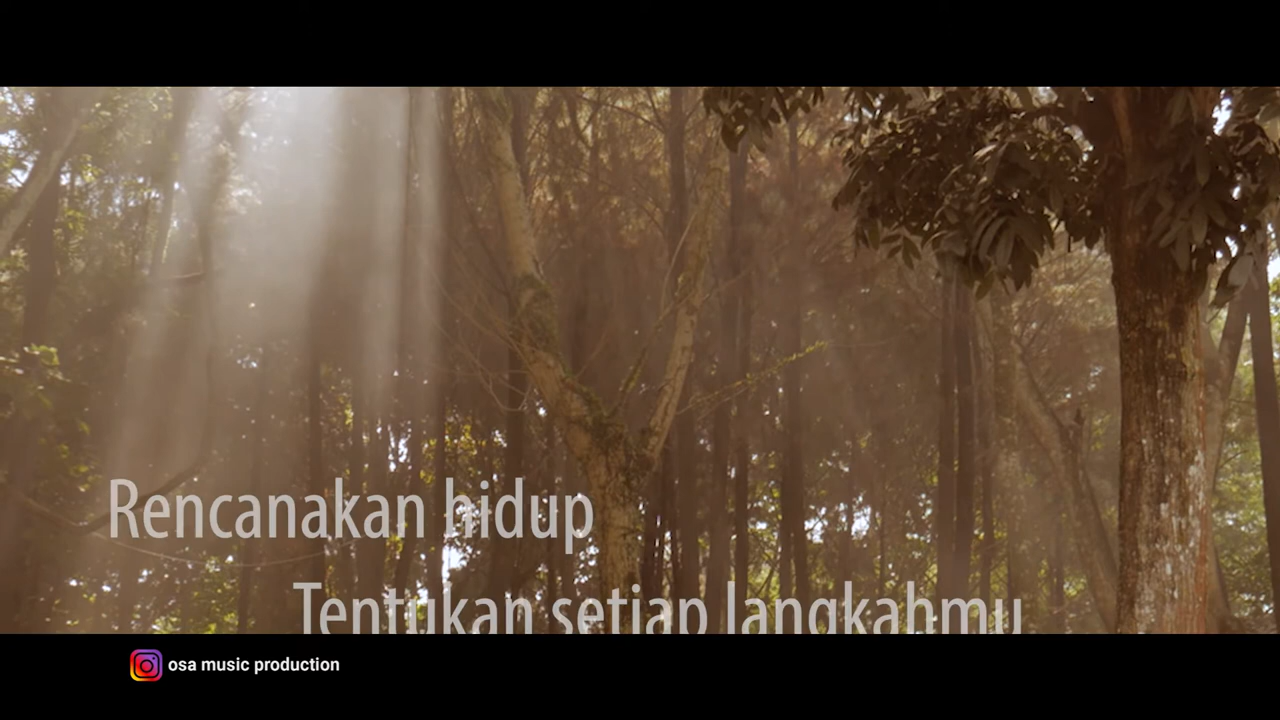 Rencanakan hidup
Tentukan setiap langkahmu
osa music production